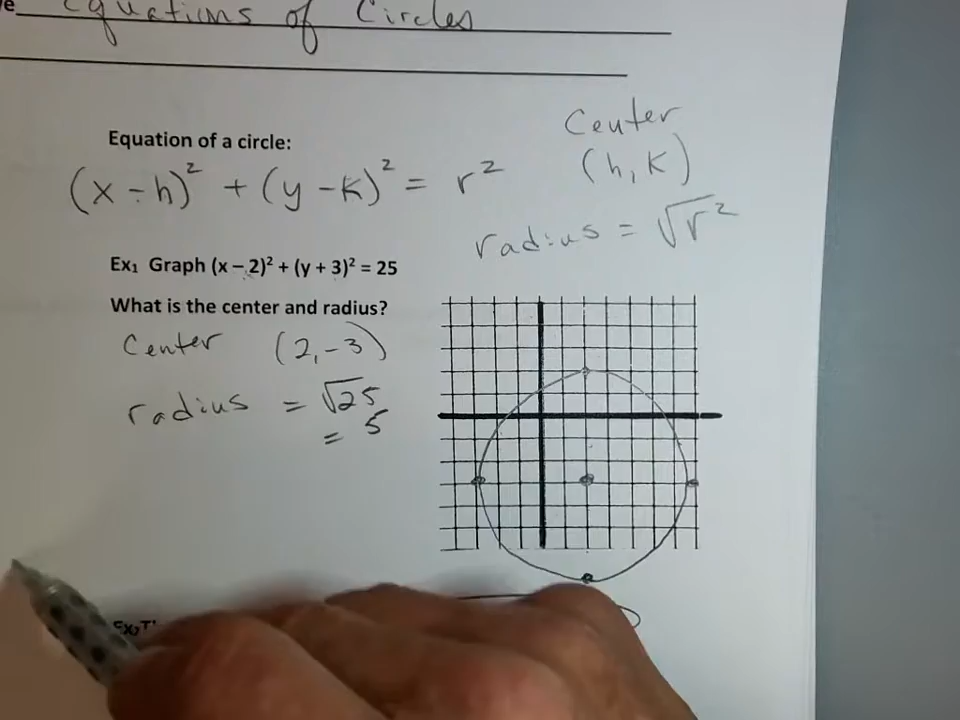 Equations of Circles
Equation of a circle:
(x - h)² + (y - k)² = r²
Center
(h, k)
radius = √r²
Ex₁ Graph (x – 2)² + (y + 3)² = 25
What is the center and radius?
Center (2, -3)
radius = √25
= 5